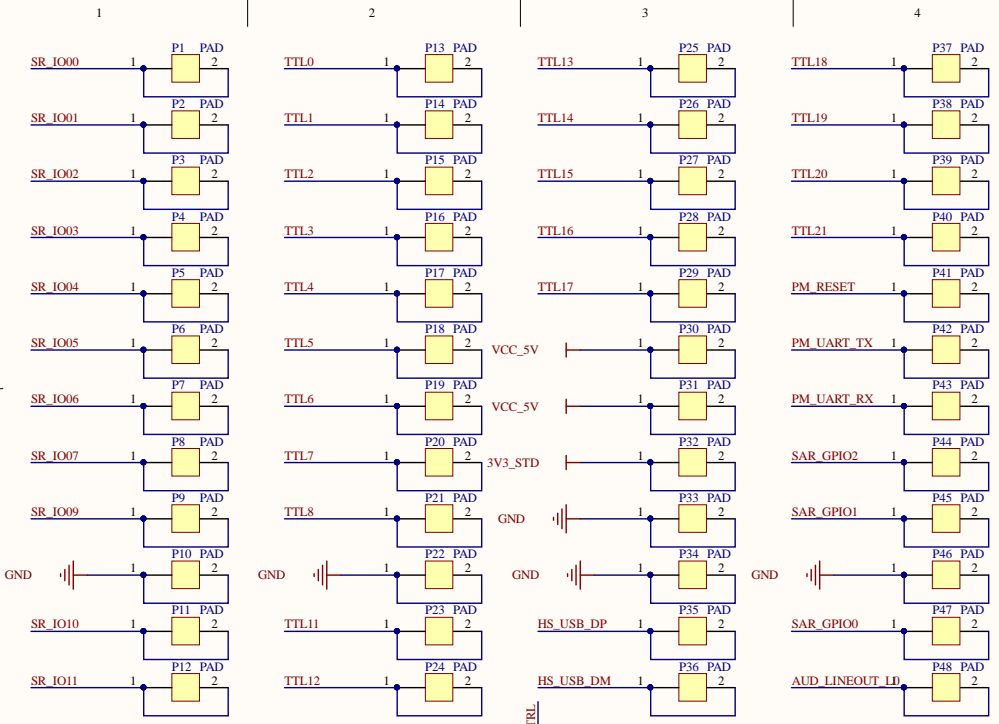 1 2 3 4
P1 PAD P13 PAD P25 PAD P37 PAD
SR_IO00 1 2 TTL0 1 2 TTL13 1 2 TTL18 1 2
P2 PAD P14 PAD P26 PAD P38 PAD
SR_IO01 1 2 TTL1 1 2 TTL14 1 2 TTL19 1 2
P3 PAD P15 PAD P27 PAD P39 PAD
SR_IO02 1 2 TTL2 1 2 TTL15 1 2 TTL20 1 2
P4 PAD P16 PAD P28 PAD P40 PAD
SR_IO03 1 2 TTL3 1 2 TTL16 1 2 TTL21 1 2
P5 PAD P17 PAD P29 PAD P41 PAD
SR_IO04 1 2 TTL4 1 2 TTL17 1 2 PM_RESET 1 2
P6 PAD P18 PAD P30 PAD P42 PAD
SR_IO05 1 2 TTL5 1 2 VCC_5V 1 2 PM_UART_TX 1 2
P7 PAD P19 PAD P31 PAD P43 PAD
SR_IO06 1 2 TTL6 1 2 VCC_5V 1 2 PM_UART_RX 1 2
P8 PAD P20 PAD P32 PAD P44 PAD
SR_IO07 1 2 TTL7 1 2 3V3_STD 1 2 SAR_GPIO2 1 2
P9 PAD P21 PAD P33 PAD P45 PAD
SR_IO09 1 2 TTL8 1 2 GND 1 2 SAR_GPIO1 1 2
P10 PAD P22 PAD P34 PAD P46 PAD
GND 1 2 GND 1 2 GND 1 2 GND 1 2
P11 PAD P23 PAD P35 PAD P47 PAD
SR_IO10 1 2 TTL11 1 2 HS_USB_DP 1 2 SAR_GPIO0 1 2
P12 PAD P24 PAD P36 PAD P48 PAD
SR_IO11 1 2 TTL12 1 2 HS_USB_DM 1 2 AUD_LINEOUT_L0 1 2